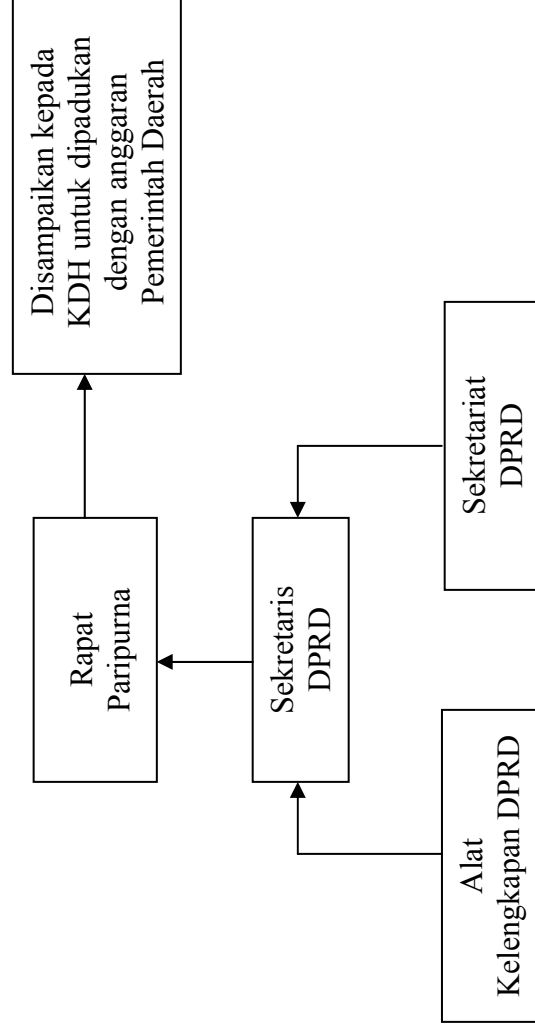 Disampaikan kepada
KDH untuk dipadukan
dengan anggaran
Pemerintah Daerah
Rapat
Paripurna
Sekretaris
DPRD
Sekretariat
DPRD
Alat
Kelengkapan DPRD